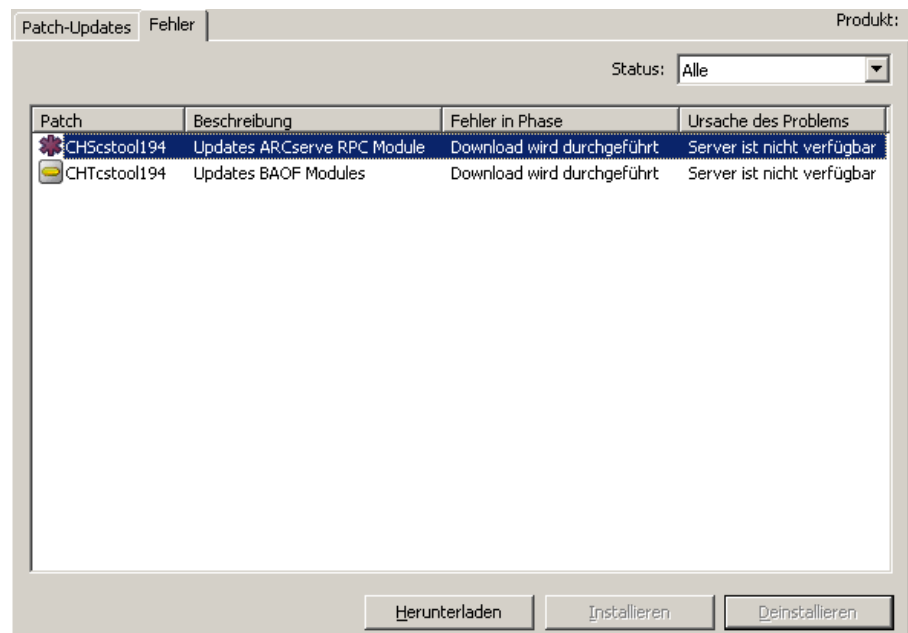 Patch-Updates Fehler Produkt:
Status: Alle
Patch Beschreibung Fehler in Phase Ursache des Problems
CHScstool194 Updates ARCserve RPC Module Download wird durchgeführt Server ist nicht verfügbar
CHTcstool194 Updates BAOF Modules Download wird durchgeführt Server ist nicht verfügbar
Herunterladen Installieren Deinstallieren